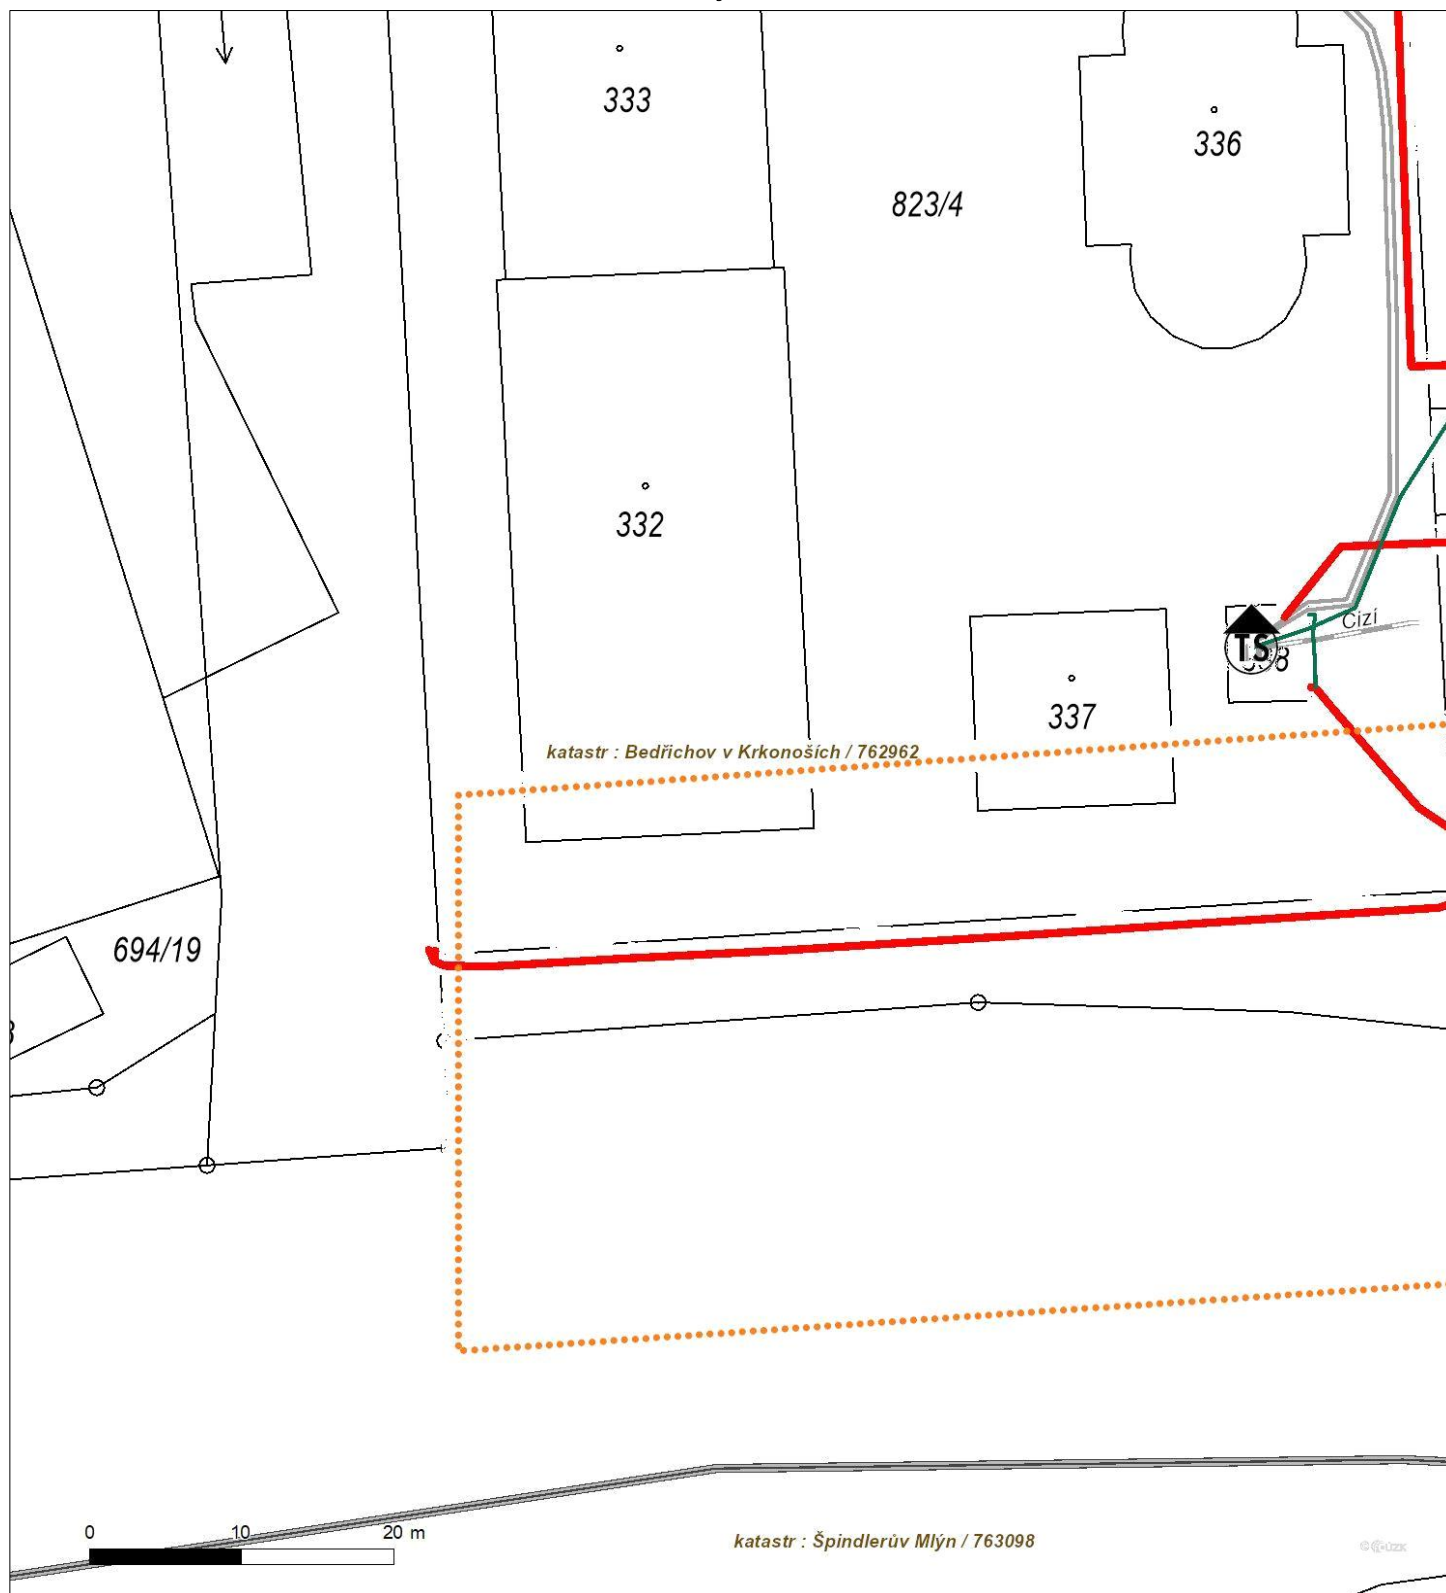 333
336
823/4
332
Cizí
TS
337
katastr : Bedřichov v Krkonoších / 762962
694/19
0 10 20 m
katastr : Špindlerův Mlýn / 763098